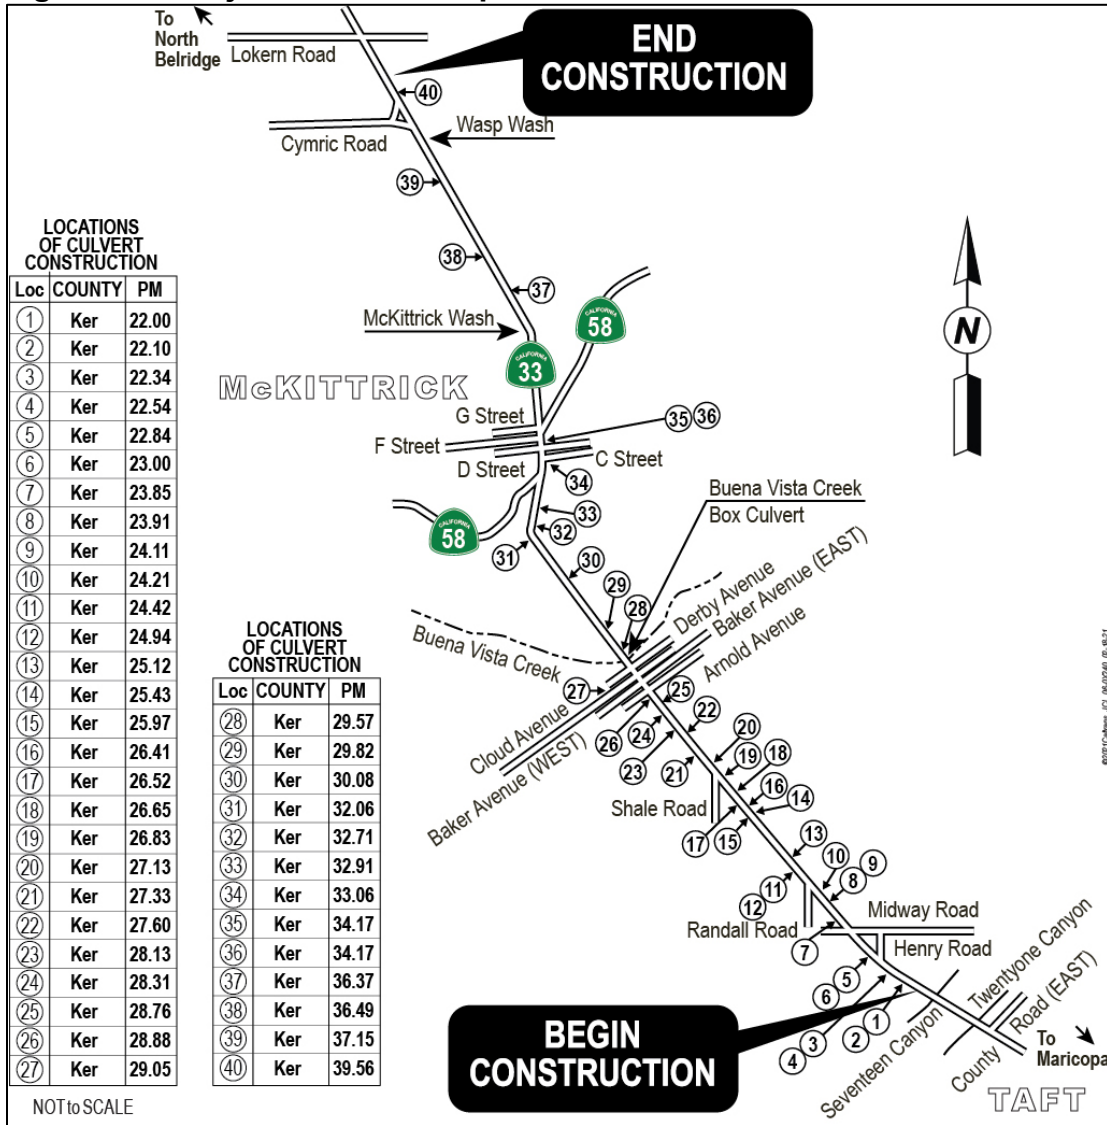 To
North
Belridge
Lokern Road
END
CONSTRUCTION
40
Wasp Wash
Cymric Road
39
38
37
McKittrick Wash
CALIFORNIA
58
CALIFORNIA
33
McKITTRICK
G Street
35 36
F Street
D Street
C Street
34
33
32
31
CALIFORNIA
58
Buena Vista Creek
Box Culvert
30
29
28
Derby Avenue
Baker Avenue (EAST)
Arnold Avenue
Buena Vista Creek
27
25
22
Cloud Avenue
Baker Avenue (WEST)
26
24
23
21
20
19
18
16
14
Shale Road
17
15
13
10
9
8
11
12
Randall Road
7
Midway Road
Henry Road
5
6
BEGIN
CONSTRUCTION
4
3
2
1
Seventeen Canyon
Twentyone Canyon
County Road (EAST)
To
Maricopa
TAFT
N
LOCATIONS
OF CULVERT
CONSTRUCTION
Loc COUNTY PM
1 Ker 22.00
2 Ker 22.10
3 Ker 22.34
4 Ker 22.54
5 Ker 22.84
6 Ker 23.00
7 Ker 23.85
8 Ker 23.91
9 Ker 24.11
10 Ker 24.21
11 Ker 24.42
12 Ker 24.94
13 Ker 25.12
14 Ker 25.43
15 Ker 25.97
16 Ker 26.41
17 Ker 26.52
18 Ker 26.65
19 Ker 26.83
20 Ker 27.13
21 Ker 27.33
22 Ker 27.60
23 Ker 28.13
24 Ker 28.31
25 Ker 28.76
26 Ker 28.88
27 Ker 29.05
LOCATIONS
OF CULVERT
CONSTRUCTION
Loc COUNTY PM
28 Ker 29.57
29 Ker 29.82
30 Ker 30.08
31 Ker 32.06
32 Ker 32.71
33 Ker 32.91
34 Ker 33.06
35 Ker 34.17
36 Ker 34.17
37 Ker 36.37
38 Ker 36.49
39 Ker 37.15
40 Ker 39.56
NOT to SCALE